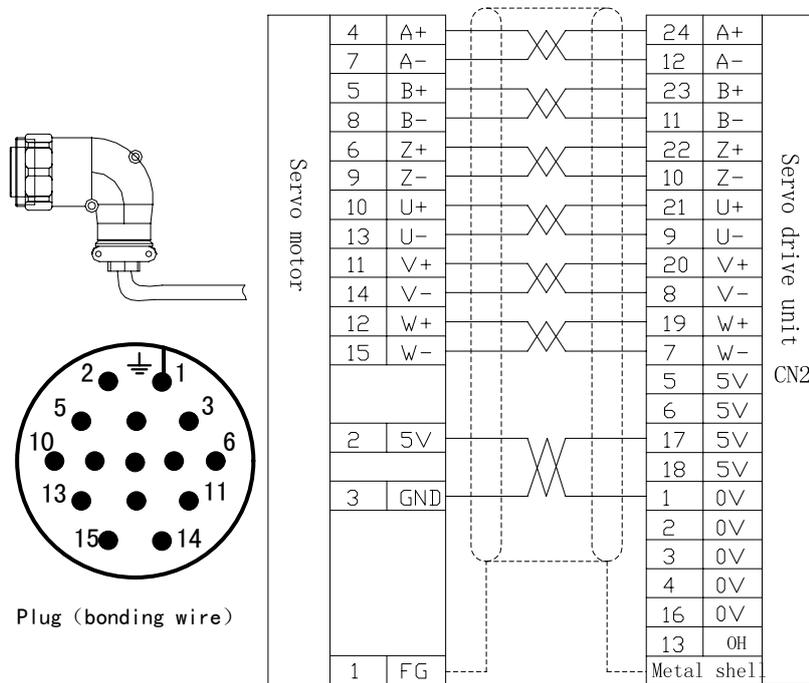 4 A+ 24 A+
7 A- 12 A-
5 B+ 23 B+
8 B- 11 B-
6 Z+ 22 Z+
9 Z- 10 Z-
10 U+ 21 U+
13 U- 9 U-
11 V+ 20 V+
14 V- 8 V-
12 W+ 19 W+
15 W- 7 W-
5 5V
6 5V
2 5V 17 5V
18 5V
3 GND 1 0V
2 0V
3 0V
4 0V
16 0V
13 OH
1 FG Metal shell
Servo motor
Servo drive unit
CN2
2 1
5 3
10 6
13 11
15 14
Plug (bonding wire)